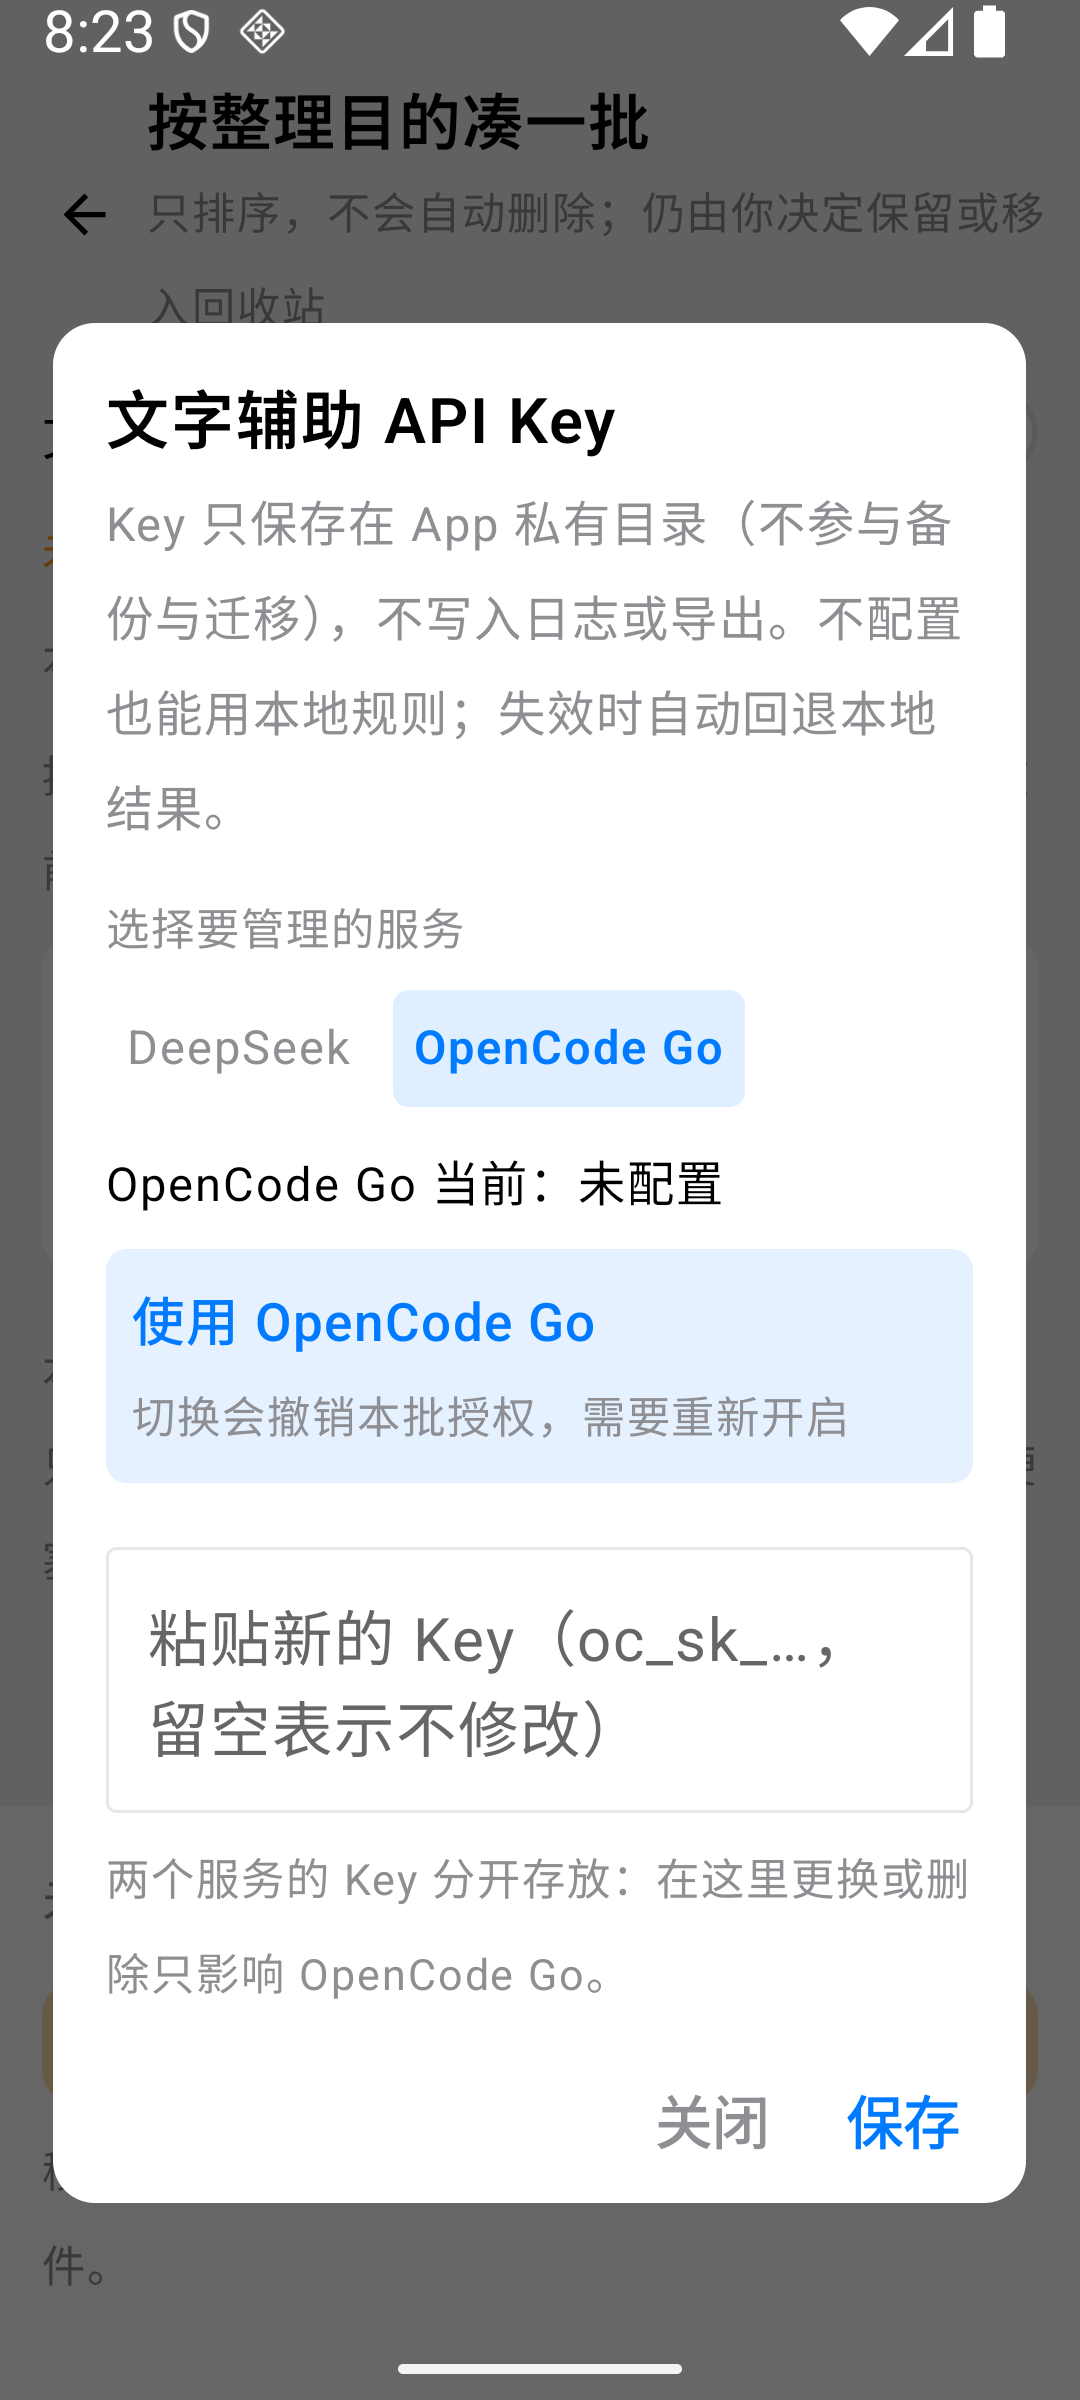 8:23
按整理目的凑一批
只排序，不会自动删除；仍由你决定保留或移
入回收站
文字辅助 API Key
Key 只保存在 App 私有目录（不参与备
份与迁移），不写入日志或导出。不配置
也能用本地规则；失效时自动回退本地
结果。
选择要管理的服务
DeepSeek
OpenCode Go
OpenCode Go 当前：未配置
使用 OpenCode Go
切换会撤销本批授权，需要重新开启
粘贴新的 Key（oc_sk_…，
留空表示不修改）
两个服务的 Key 分开存放：在这里更换或删
除只影响 OpenCode Go。
关闭
保存
件。